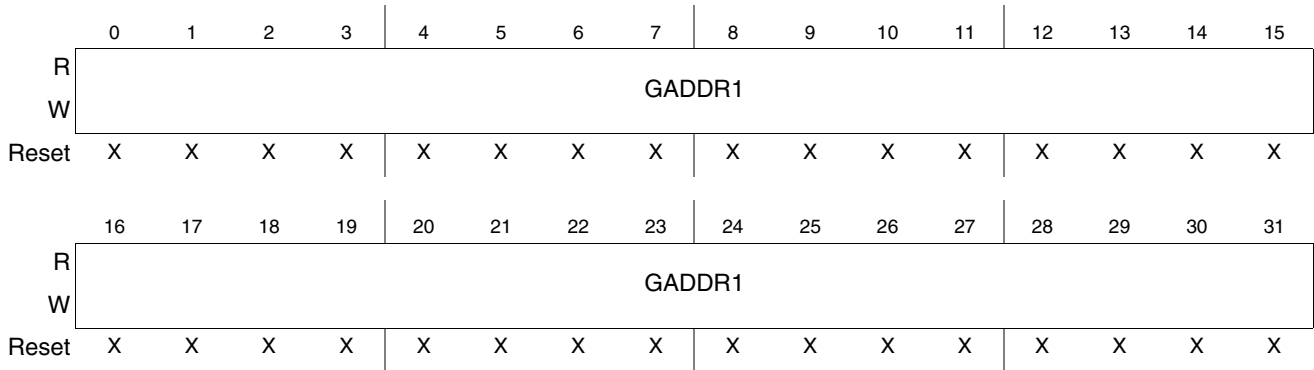 0 1 2 3 4 5 6 7 8 9 10 11 12 13 14 15
R
GADDR1
W
Reset X X X X X X X X X X X X X X X X
16 17 18 19 20 21 22 23 24 25 26 27 28 29 30 31
R
GADDR1
W
Reset X X X X X X X X X X X X X X X X